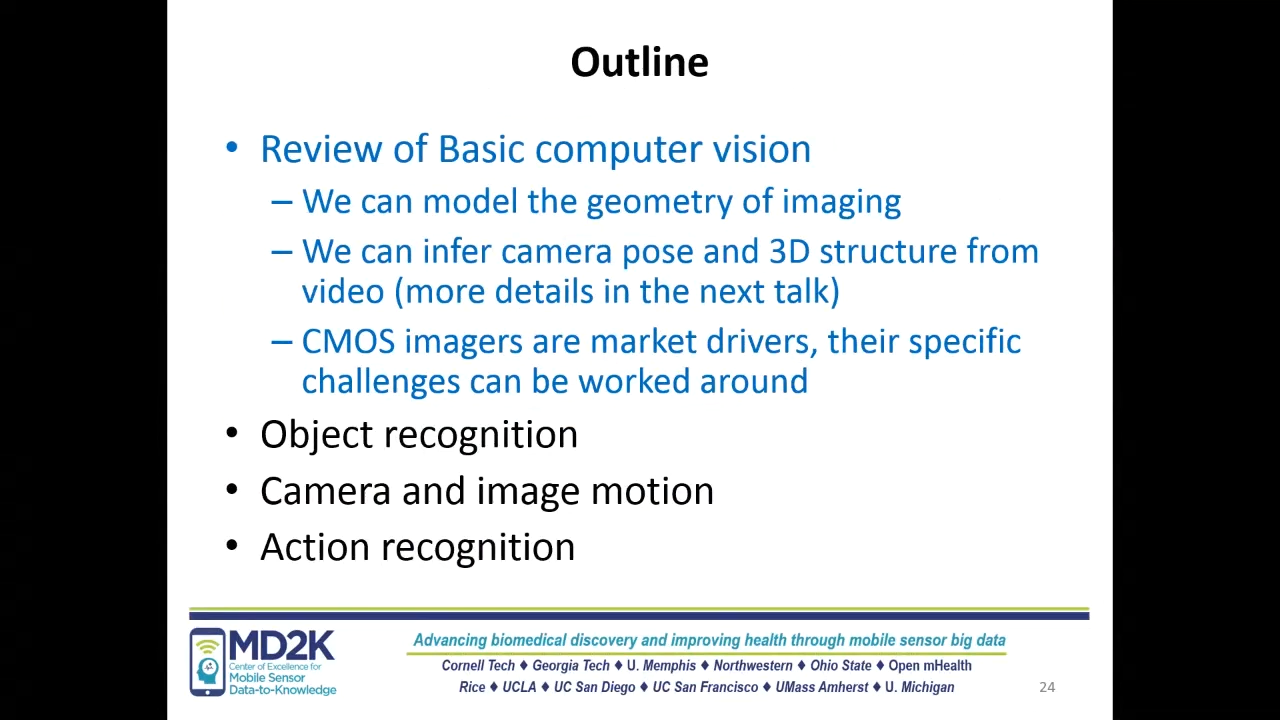 Outline
• Review of Basic computer vision
– We can model the geometry of imaging
– We can infer camera pose and 3D structure from
video (more details in the next talk)
– CMOS imagers are market drivers, their specific
challenges can be worked around
• Object recognition
• Camera and image motion
• Action recognition
MD2K
Center of Excellence for
Mobile Sensor
Data-to-Knowledge
Advancing biomedical discovery and improving health through mobile sensor big data
Cornell Tech ♦ Georgia Tech ♦ U. Memphis ♦ Northwestern ♦ Ohio State ♦ Open mHealth
Rice ♦ UCLA ♦ UC San Diego ♦ UC San Francisco ♦ UMass Amherst ♦ U. Michigan
24